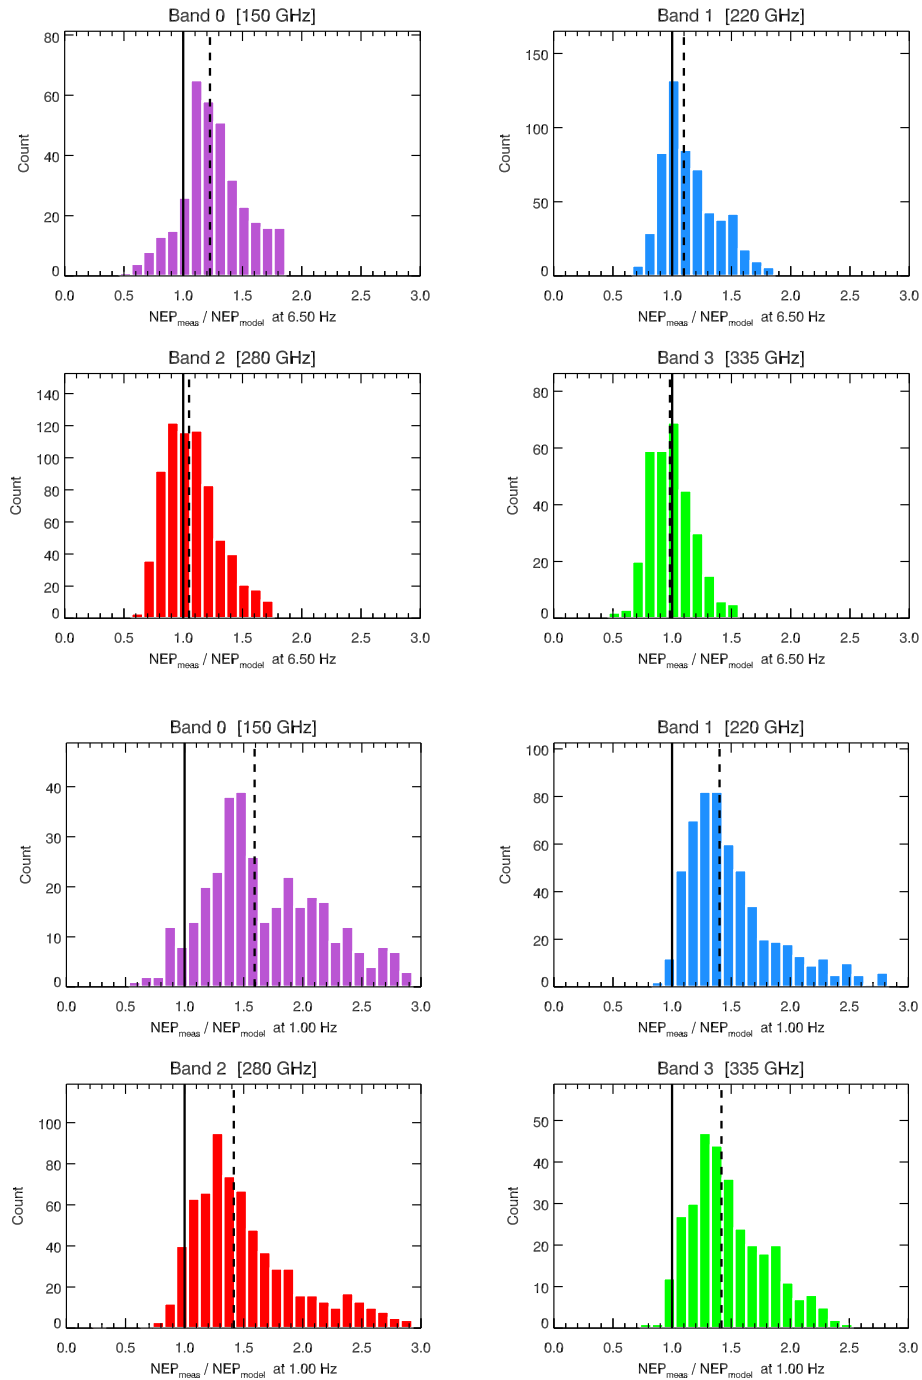 Band 0 [150 GHz]
80
60
40
20
0
Count
0.0 0.5 1.0 1.5 2.0 2.5 3.0
NEPmeas / NEPmodel at 6.50 Hz
Band 1 [220 GHz]
150
100
50
0
Count
0.0 0.5 1.0 1.5 2.0 2.5 3.0
NEPmeas / NEPmodel at 6.50 Hz
Band 2 [280 GHz]
140
120
100
80
60
40
20
0
Count
0.0 0.5 1.0 1.5 2.0 2.5 3.0
NEPmeas / NEPmodel at 6.50 Hz
Band 3 [335 GHz]
80
60
40
20
0
Count
0.0 0.5 1.0 1.5 2.0 2.5 3.0
NEPmeas / NEPmodel at 6.50 Hz
Band 0 [150 GHz]
40
30
20
10
0
Count
0.0 0.5 1.0 1.5 2.0 2.5 3.0
NEPmeas / NEPmodel at 1.00 Hz
Band 1 [220 GHz]
100
80
60
40
20
0
Count
0.0 0.5 1.0 1.5 2.0 2.5 3.0
NEPmeas / NEPmodel at 1.00 Hz
Band 2 [280 GHz]
100
80
60
40
20
0
Count
0.0 0.5 1.0 1.5 2.0 2.5 3.0
NEPmeas / NEPmodel at 1.00 Hz
Band 3 [335 GHz]
50
40
30
20
10
0
Count
0.0 0.5 1.0 1.5 2.0 2.5 3.0
NEPmeas / NEPmodel at 1.00 Hz